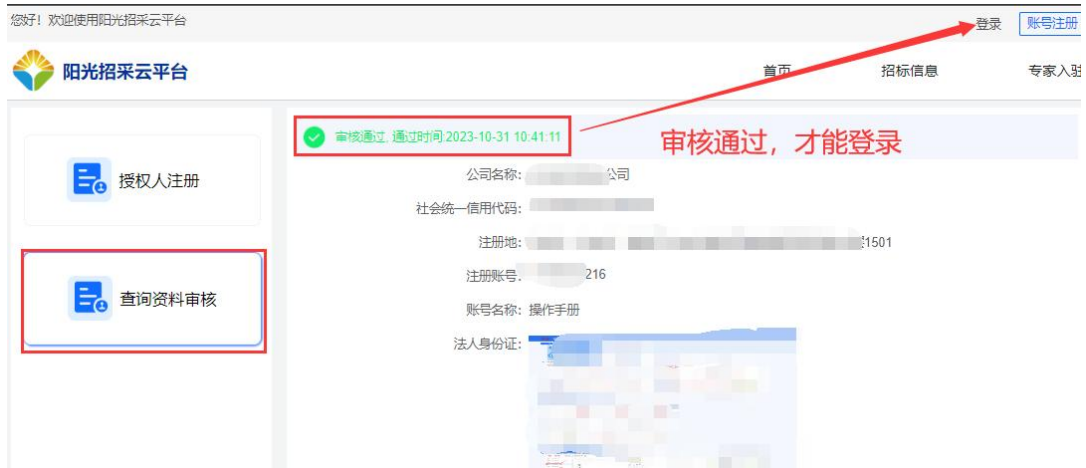 您好！欢迎使用阳光招采云平台
登录
账号注册
阳光招采云平台
首页
招标信息
专家入驻
审核通过, 通过时间:2023-10-31 10:41:11
审核通过，才能登录
授权人注册
查询资料审核
公司名称: 公司
社会统一信用代码:
注册地: 1501
注册账号: 216
账号名称: 操作手册
法人身份证: